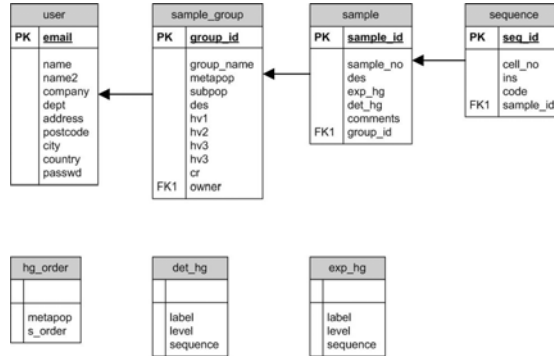 user
PK email
name
name2
company
dept
address
postcode
city
country
passwd
sample_group
PK group_id
group_name
metapop
subpop
des
hv1
hv2
hv3
hv3
cr
FK1 owner
sample
PK sample_id
sample_no
des
exp_hg
det_hg
comments
FK1 group_id
sequence
PK seq_id
cell_no
ins
code
FK1 sample_id
hg_order
metapop
s_order
det_hg
label
level
sequence
exp_hg
label
level
sequence